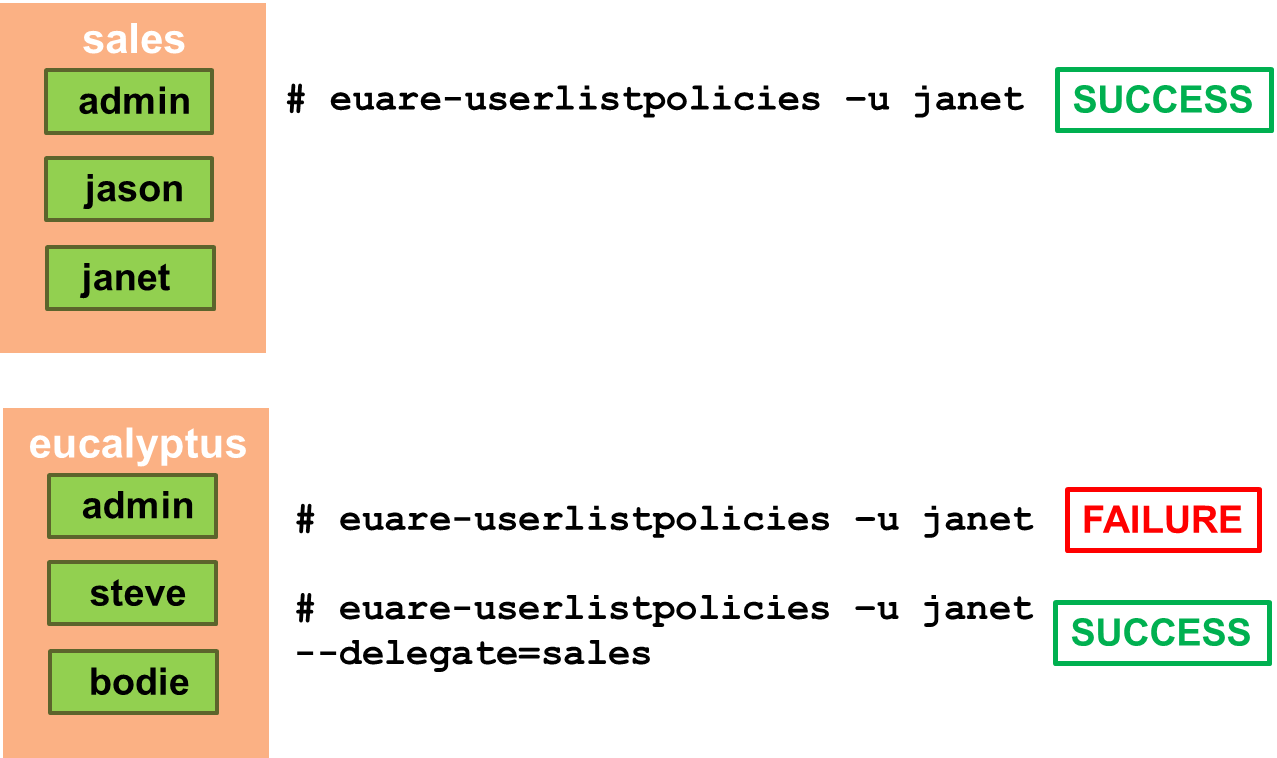 sales
admin
# euare-userlistpolicies –u janet
SUCCESS
jason
janet
eucalyptus
admin
# euare-userlistpolicies –u janet
FAILURE
steve
# euare-userlistpolicies –u janet
--delegate=sales
SUCCESS
bodie